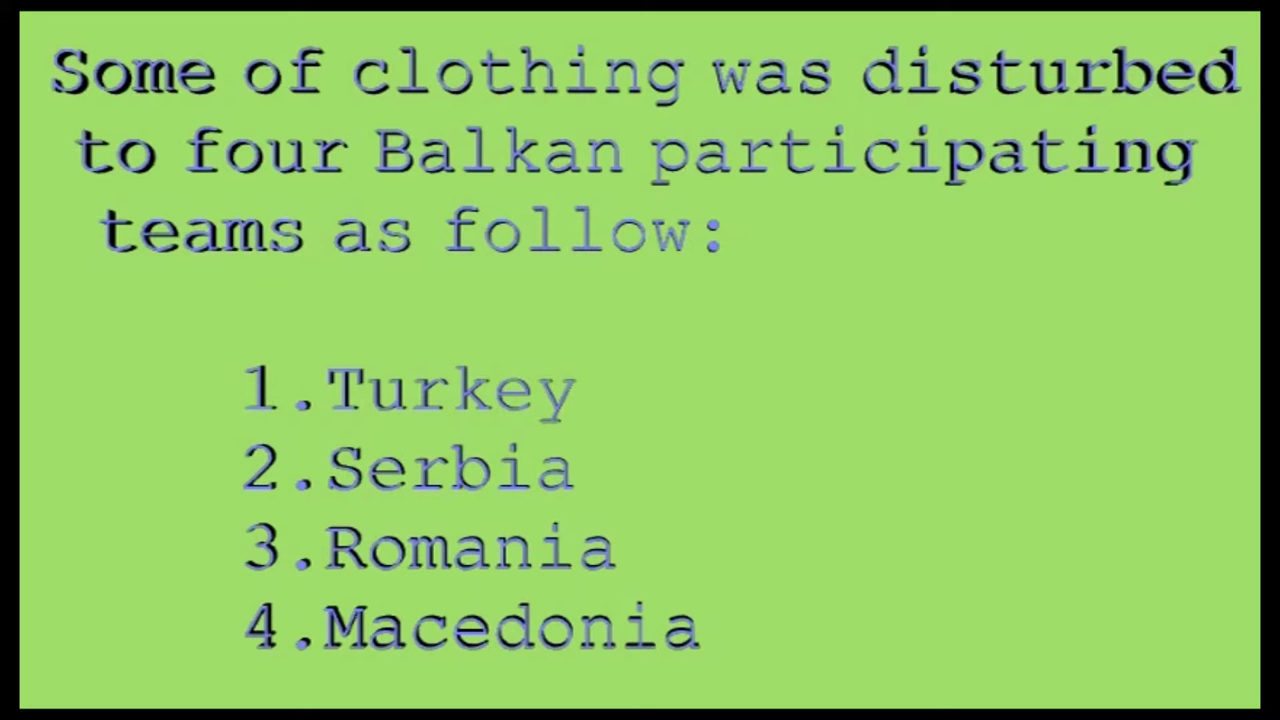 Some of clothing was disturbed
to four Balkan participating
teams as follow:
1.Turkey
2.Serbia
3.Romania
4.Macedonia